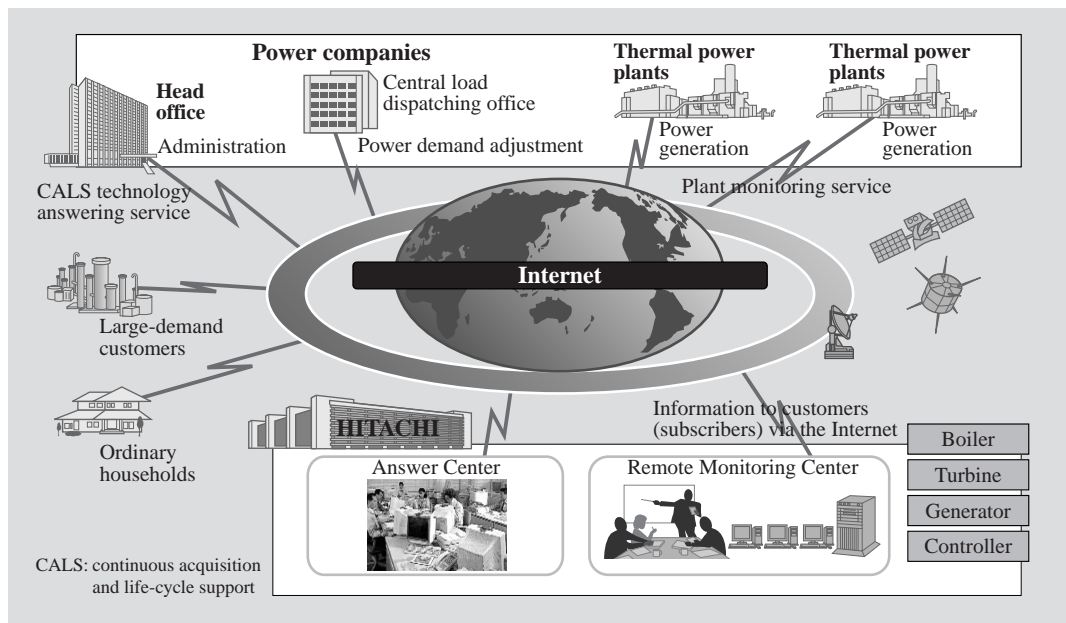 Power companies
Head
office
Administration
Central load
dispatching office
Power demand adjustment
Thermal power
plants
Power
generation
Thermal power
plants
Power
generation
CALS technology
answering service
Plant monitoring service
Internet
Large-demand
customers
Ordinary
households
Information to customers
(subscribers) via the Internet
HITACHI
Answer Center
Remote Monitoring Center
Boiler
Turbine
Generator
Controller
CALS: continuous acquisition
and life-cycle support